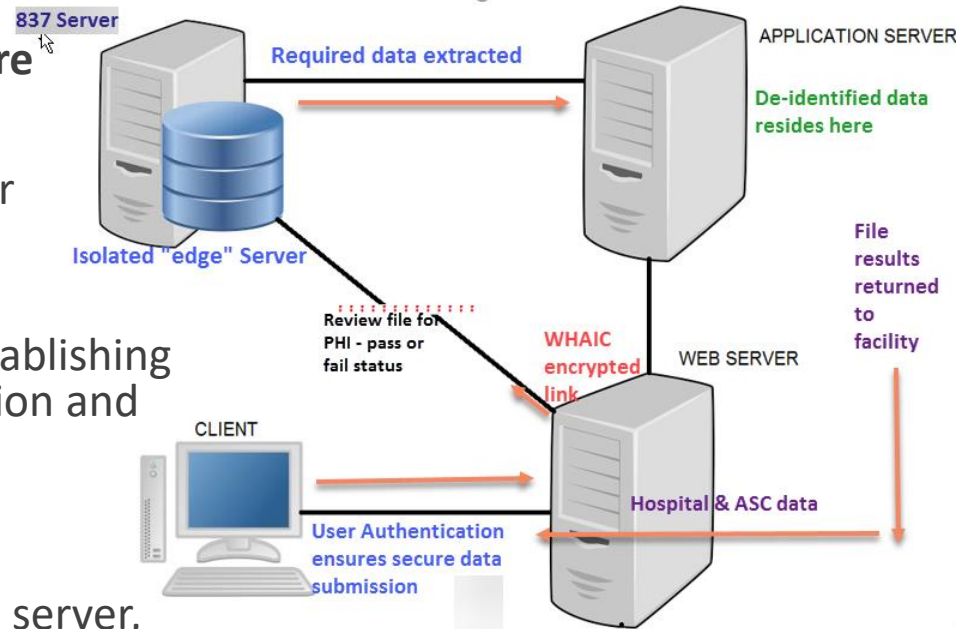 837 Server
re
r
stablishing
ion and
server.
Required data extracted
APPLICATION SERVER
De-identified data
resides here
Isolated "edge" Server
Review file for
PHI - pass or
fail status
WHAIC
encrypted
link
WEB SERVER
File
results
returned
to
facility
CLIENT
User Authentication
ensures secure data
submission
Hospital & ASC data